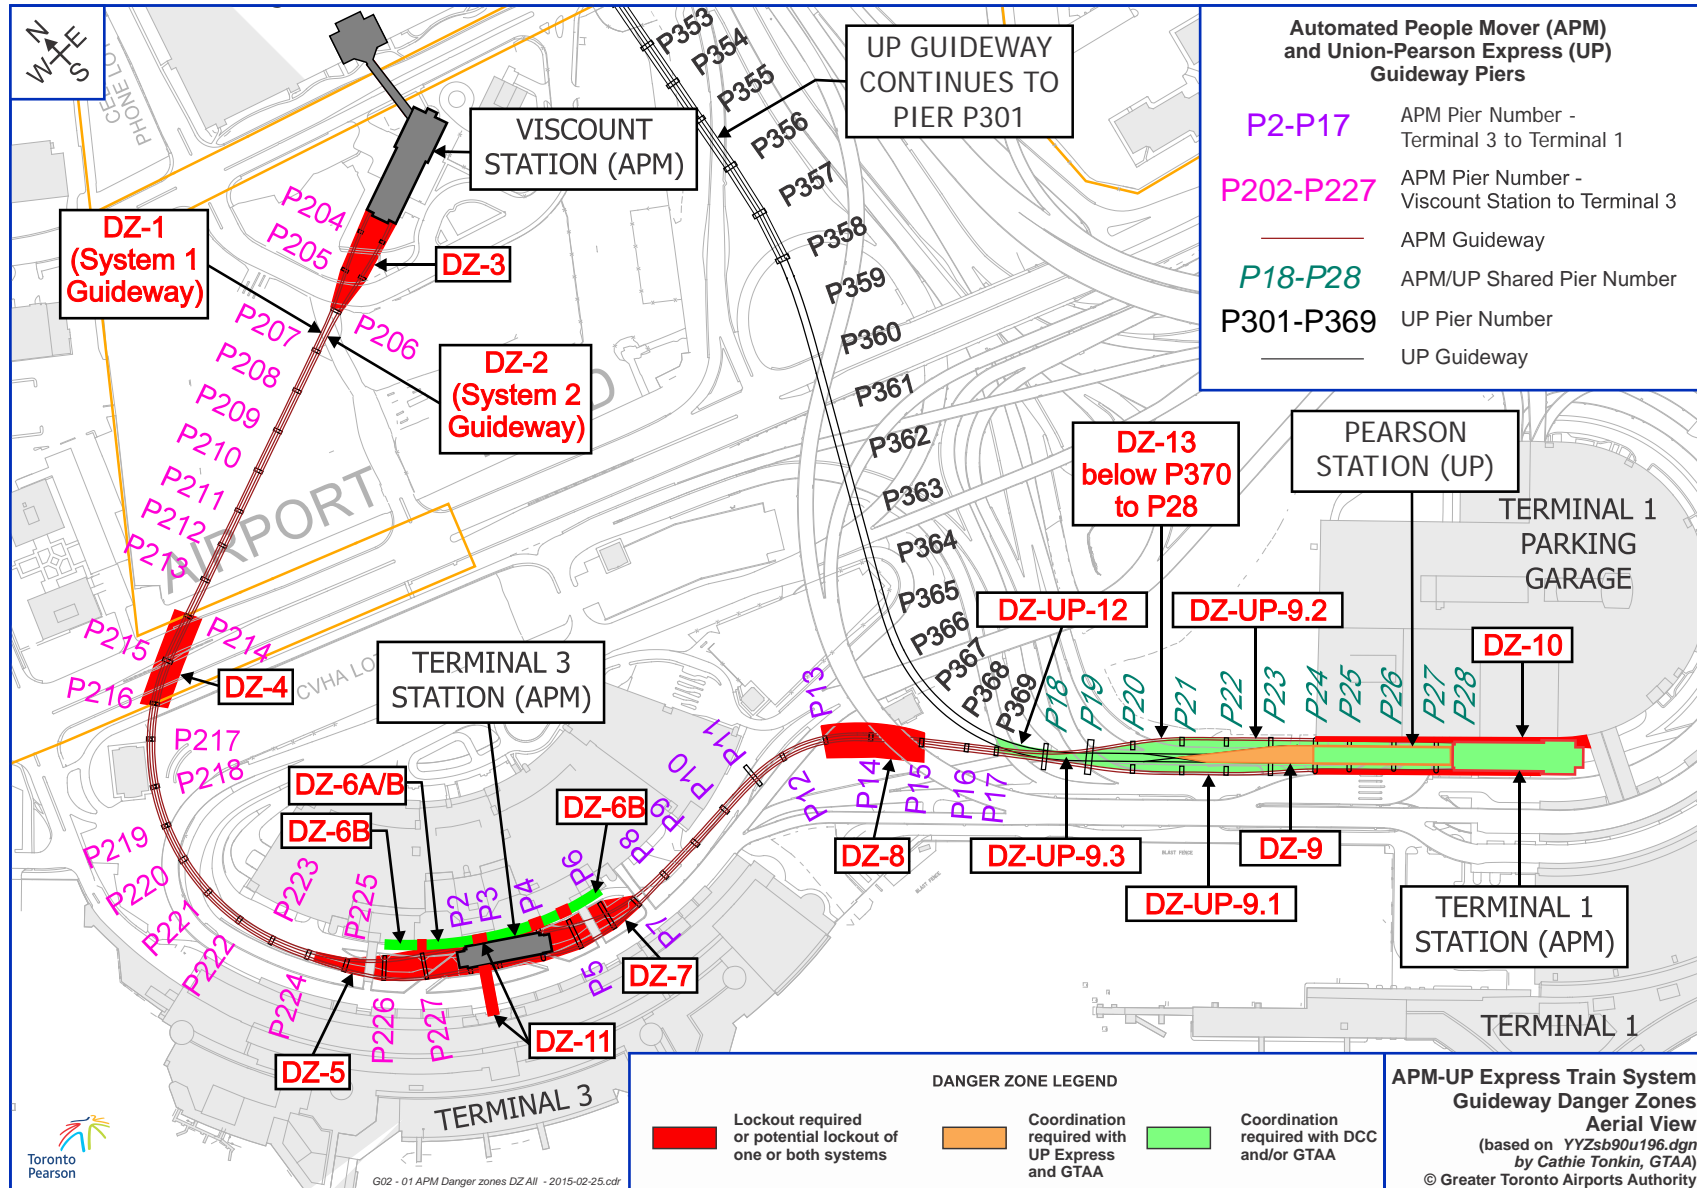 N
E
W
S
CELL
PHONE LOT
VISCOUNT
STATION (APM)
UP GUIDEWAY
CONTINUES TO
PIER P301
Automated People Mover (APM)
and Union-Pearson Express (UP)
Guideway Piers
P2-P17 APM Pier Number -
Terminal 3 to Terminal 1
P202-P227 APM Pier Number -
Viscount Station to Terminal 3
APM Guideway
P18-P28 APM/UP Shared Pier Number
P301-P369 UP Pier Number
UP Guideway
P353
P354
P355
P356
P357
P358
P359
P360
P361
P362
P363
P364
P365
P366
P367
P368
P369
DZ-1
(System 1
Guideway)
DZ-3
DZ-2
(System 2
Guideway)
P204
P205
P206
P207
P208
P209
P210
P211
P212
P213
P214
P215
P216
P217
P218
P219
P220
P221
P222
P223
P224
P225
P226
P227
AIRPORT
CVHA LOT
DZ-4
TERMINAL 3
STATION (APM)
DZ-6A/B
DZ-6B
DZ-6B
P2
P3
P4
P5
P6
P7
P8
P9
P10
P11
P12
P13
P14
P15
P16
P17
DZ-5
DZ-11
DZ-7
DZ-8
DZ-13
below P370
to P28
PEARSON
STATION (UP)
TERMINAL 1
PARKING
GARAGE
DZ-UP-12
DZ-UP-9.2
DZ-10
P18
P19
P20
P21
P22
P23
P24
P25
P26
P27
P28
DZ-UP-9.3
DZ-9
DZ-UP-9.1
BLAST FENCE
BLAST FENCE
TERMINAL 1
STATION (APM)
TERMINAL 1
TERMINAL 3
DANGER ZONE LEGEND
Lockout required
or potential lockout of
one or both systems
Coordination
required with
UP Express
and GTAA
Coordination
required with DCC
and/or GTAA
APM-UP Express Train System
Guideway Danger Zones
Aerial View
(based on YYZsb90u196.dgn
by Cathie Tonkin, GTAA)
© Greater Toronto Airports Authority
Toronto
Pearson
G02 - 01 APM Danger zones DZ All - 2015-02-25.cdr